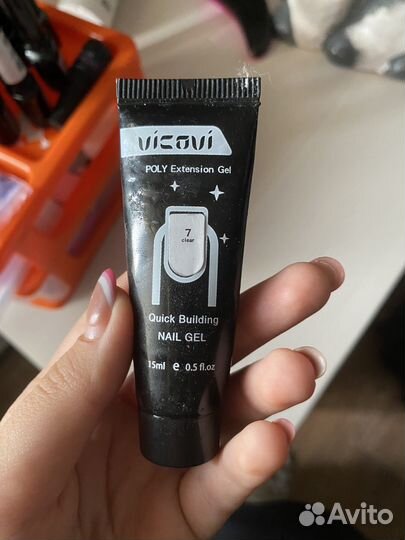 vicovi
POLY Extension Gel
7
clear
Quick Building
NAIL GEL
15ml e 0.5 fl.oz
Avito